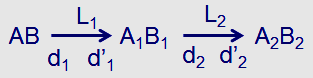 L₁ L₂
AB A₁B₁ A₂B₂
d₁ d'₁ d₂ d'₂